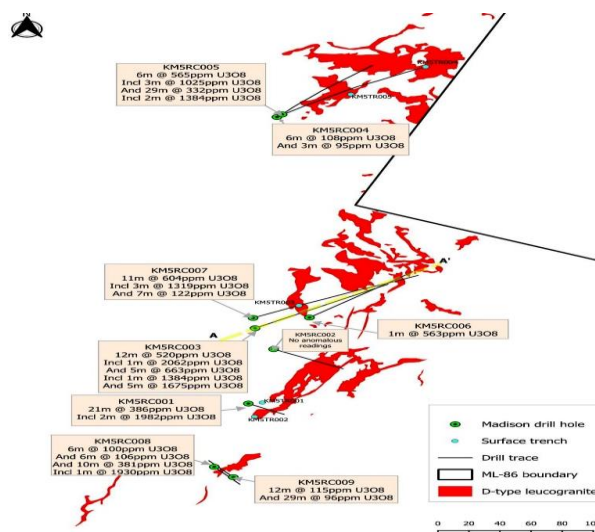 N
KM5RC005
6m @ 565ppm U3O8
Incl 3m @ 1025ppm U3O8
And 29m @ 332ppm U3O8
Incl 2m @ 1384ppm U3O8
KM5TR004
KM5TR005
KM5RC004
6m @ 108ppm U3O8
And 3m @ 95ppm U3O8
KM5RC007
11m @ 604ppm U3O8
Incl 3m @ 1319ppm U3O8
And 7m @ 122ppm U3O8
A'
A
KM5RC006
1m @ 563ppm U3O8
KM5RC002
No anomalous
readings
KM5RC003
12m @ 520ppm U3O8
Incl 1m @ 2062ppm U3O8
And 5m @ 663ppm U3O8
Incl 1m @ 1384ppm U3O8
And 5m @ 1675ppm U3O8
KM5RC001
21m @ 386ppm U3O8
Incl 2m @ 1982ppm U3O8
KM5TR001
KM5TR002
KM5RC008
6m @ 100ppm U3O8
And 6m @ 106ppm U3O8
And 10m @ 381ppm U3O8
Incl 1m @ 1930ppm U3O8
KM5RC009
12m @ 115ppm U3O8
And 29m @ 96ppm U3O8
Madison drill hole
Surface trench
Drill trace
ML-86 boundary
D-type leucogranite
0 20 40 60 80 100